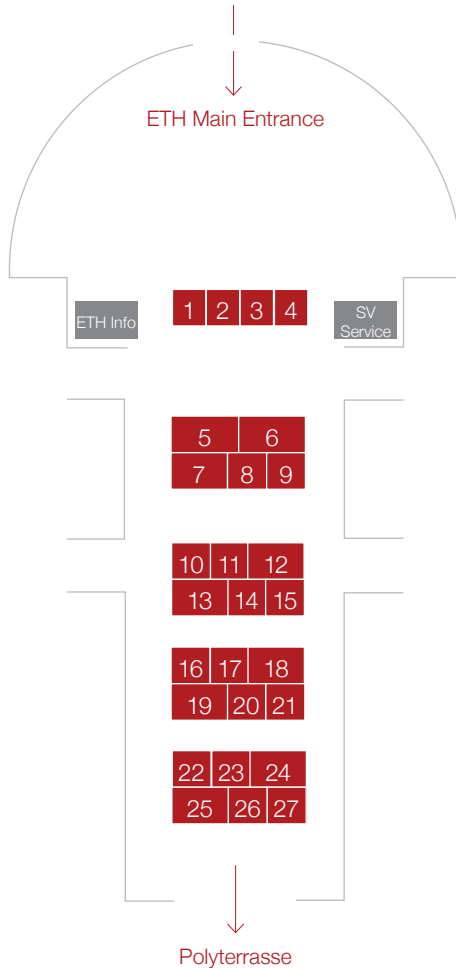 ETH Main Entrance
1 2 3 4
ETH Info
SV
Service
5 6
7 8 9
10 11 12
13 14 15
16 17 18
19 20 21
22 23 24
25 26 27
Polyterrasse